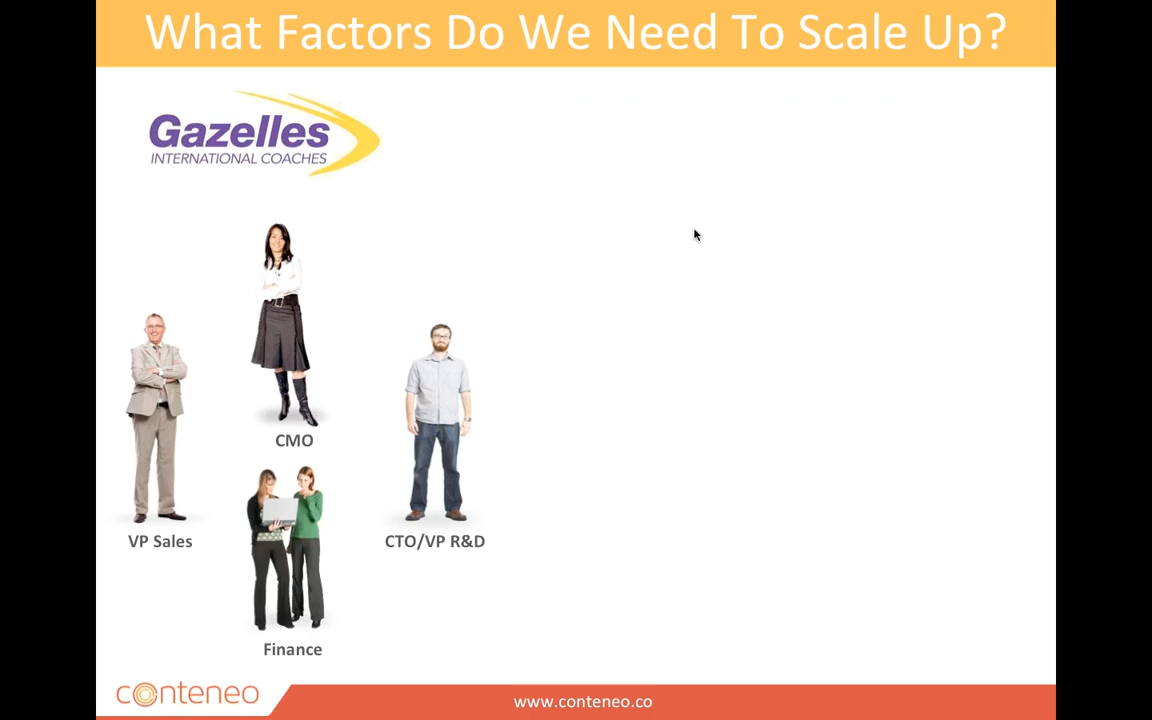 What Factors Do We Need To Scale Up?
Gazelles
INTERNATIONAL COACHES
CMO
VP Sales
CTO/VP R&D
Finance
conteneo
www.conteneo.co